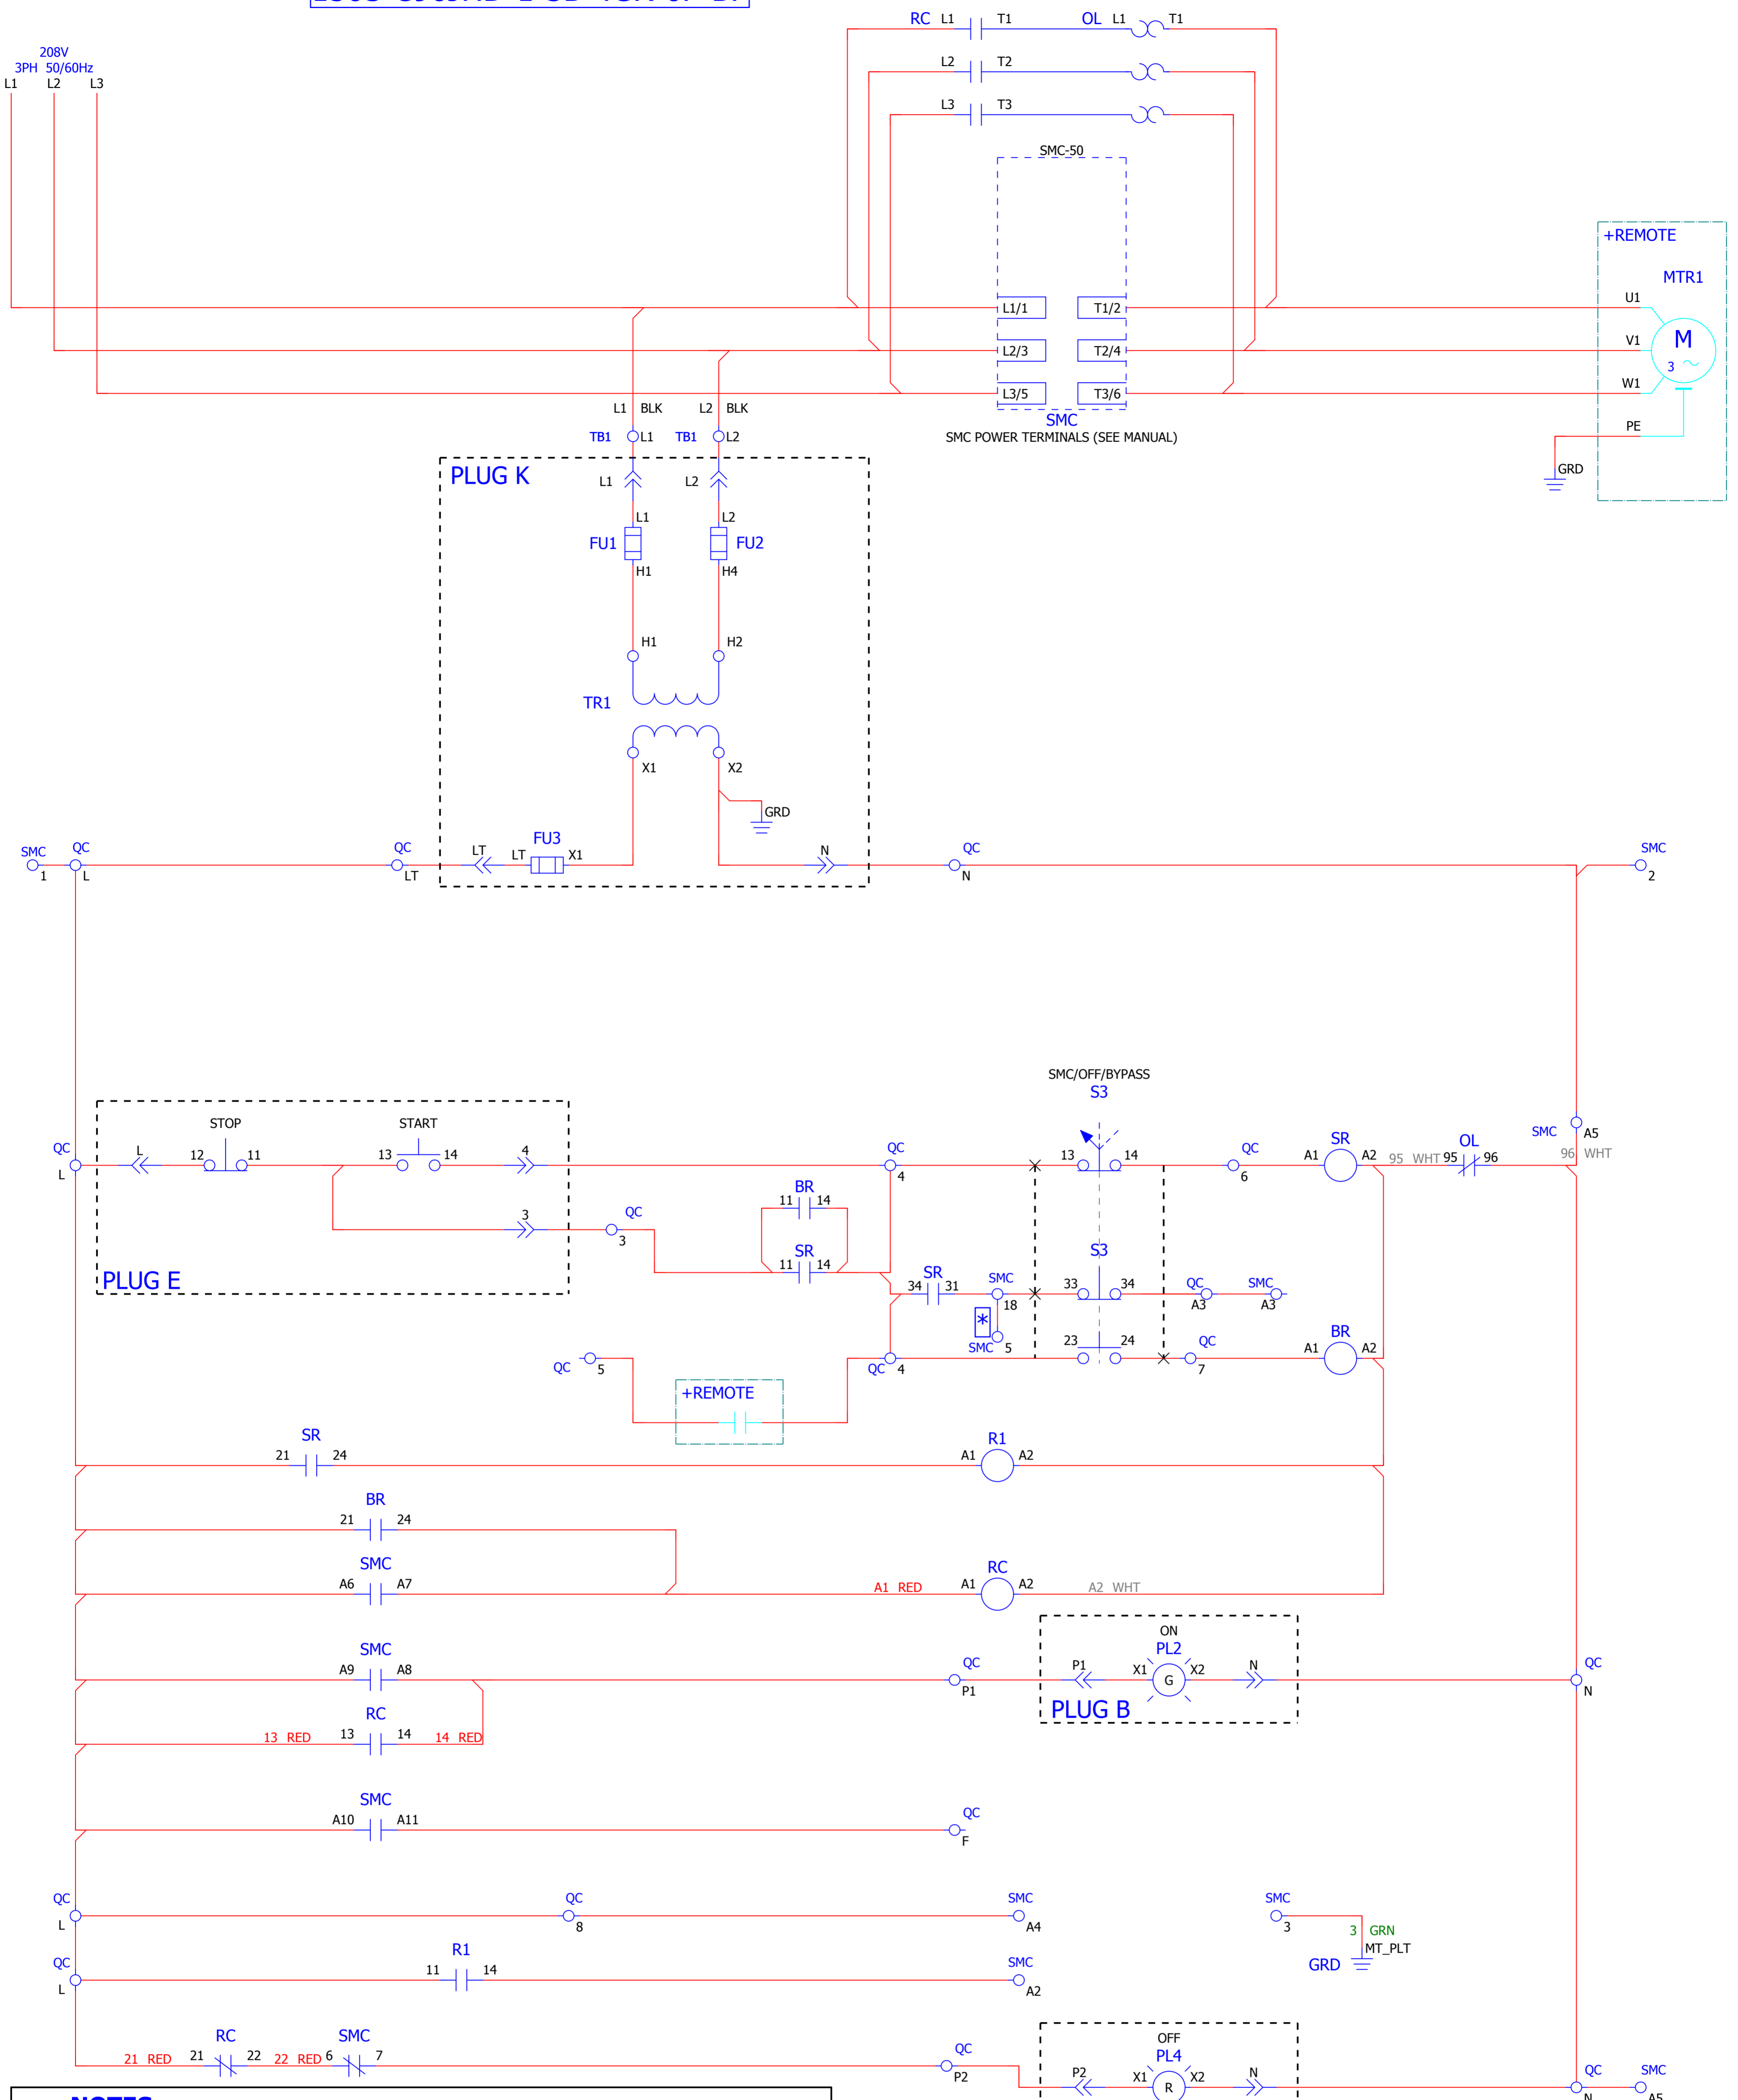 208V
3PH 50/60Hz
L1 L2 L3
RC L1 T1 OL L1 T1
L2 T2
L3 T3
SMC-50
+REMOTE
MTR1
U1
L1/1 T1/2
M
3
V1
L2/3 T2/4
W1
L3/5 T3/6
SMC
SMC POWER TERMINALS (SEE MANUAL)
PE
GRD
L1 BLK L2 BLK
TB1 L1 TB1 L2
PLUG K
L1 L2
L1 L2
FU1 FU2
H1 H4
H1 H2
TR1
X1 X2
GRD
FU3
SMC QC QC LT LT X1 N QC SMC
1 L LT N 2
SMC/OFF/BYPASS
S3
STOP START
SMC A5
QC L 12 11 13 14 4 QC 13 14 QC SR OL
A1 A2 95 WHT 95 96 96 WHT
L 4 6
BR
11 14
3 QC
3
SR
11 14
S3
SR
34 31 SMC 33 34 QC SMC
18 A3 A3
PLUG E
*
SMC 5 23 24 QC BR
A1 A2
QC 5 QC 4 7
+REMOTE
SR R1
21 24 A1 A2
BR
21 24
SMC RC
A6 A7 A1 RED A1 A2 A2 WHT
ON
PL2
SMC
A9 A8 QC P1 X1 G X2 N QC
P1 N
PLUG B
RC
13 RED 13 14 14 RED
SMC
A10 A11 QC
F
QC QC SMC SMC
L 8 A4 3
3 GRN
MT_PLT
GRD
QC R1 SMC
L 11 14 A2
OFF
PL4
RC SMC
21 RED 21 22 22 RED 6 7 QC
P2
P2 X1 R X2 N QC SMC
N A5